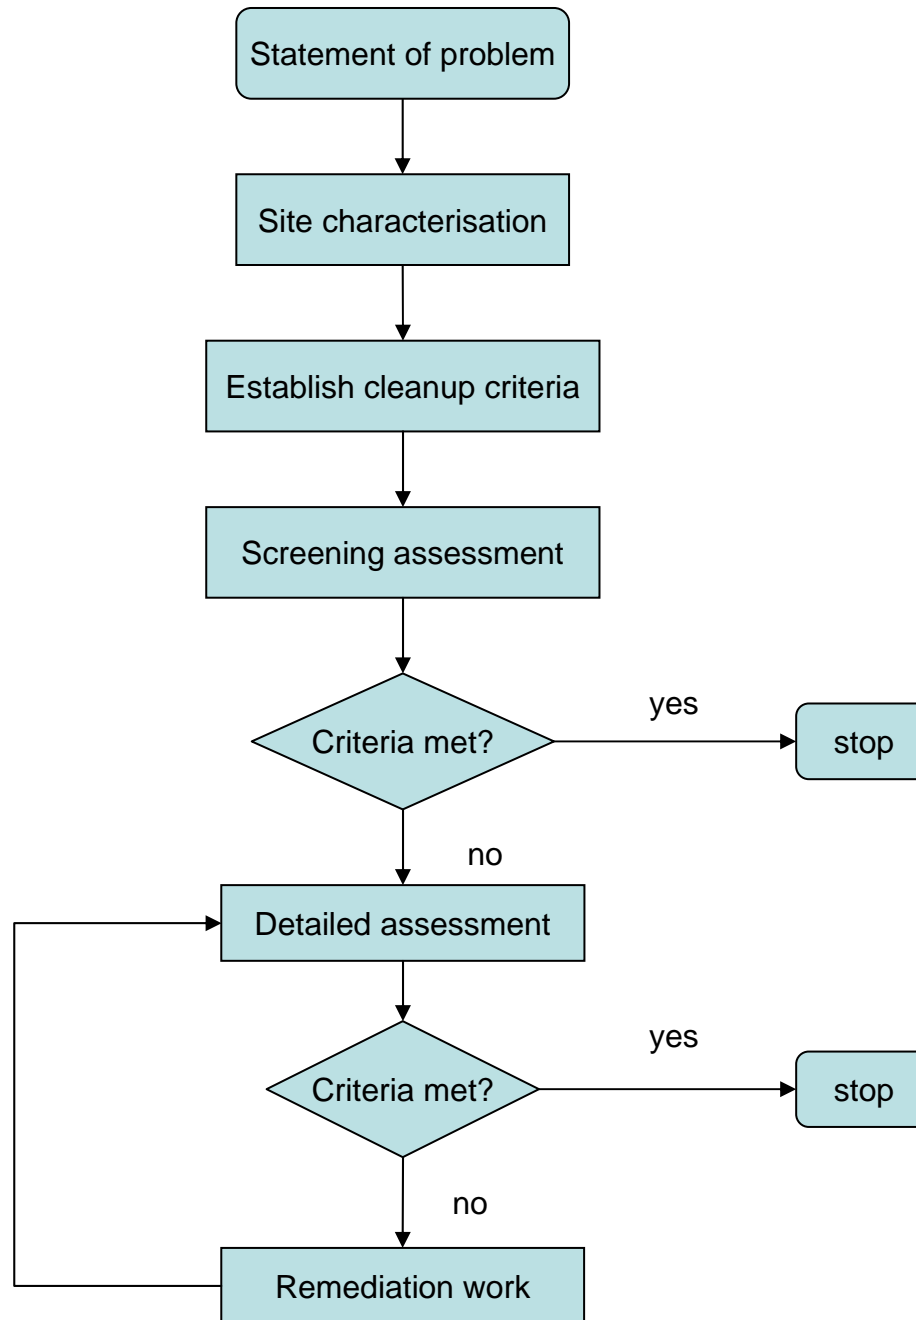 Statement of problem
Site characterisation
Establish cleanup criteria
Screening assessment
yes
Criteria met?
stop
no
Detailed assessment
yes
Criteria met?
stop
no
Remediation work